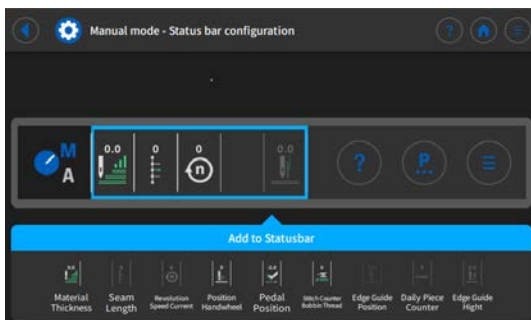 Manual mode - Status bar configuration
?
M
A
0.0
0
0
n
0.0
?
P
Add to Statusbar
Material Thickness
Seam Length
Revolution Speed Current
Position Handwheel
Pedal Position
Stitch Counter Bobbin Thread
Edge Guide Position
Daily Piece Counter
Edge Guide Hight